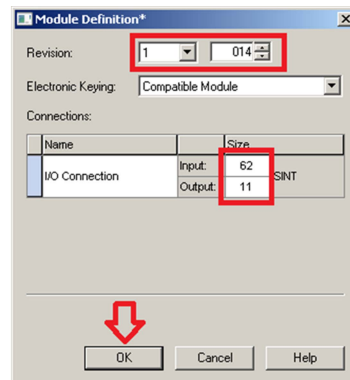 Module Definition*
Revision: 1 014
Electronic Keying: Compatible Module
Connections:
Name Size
I/O Connection Input: 62 SINT
Output: 11
OK Cancel Help